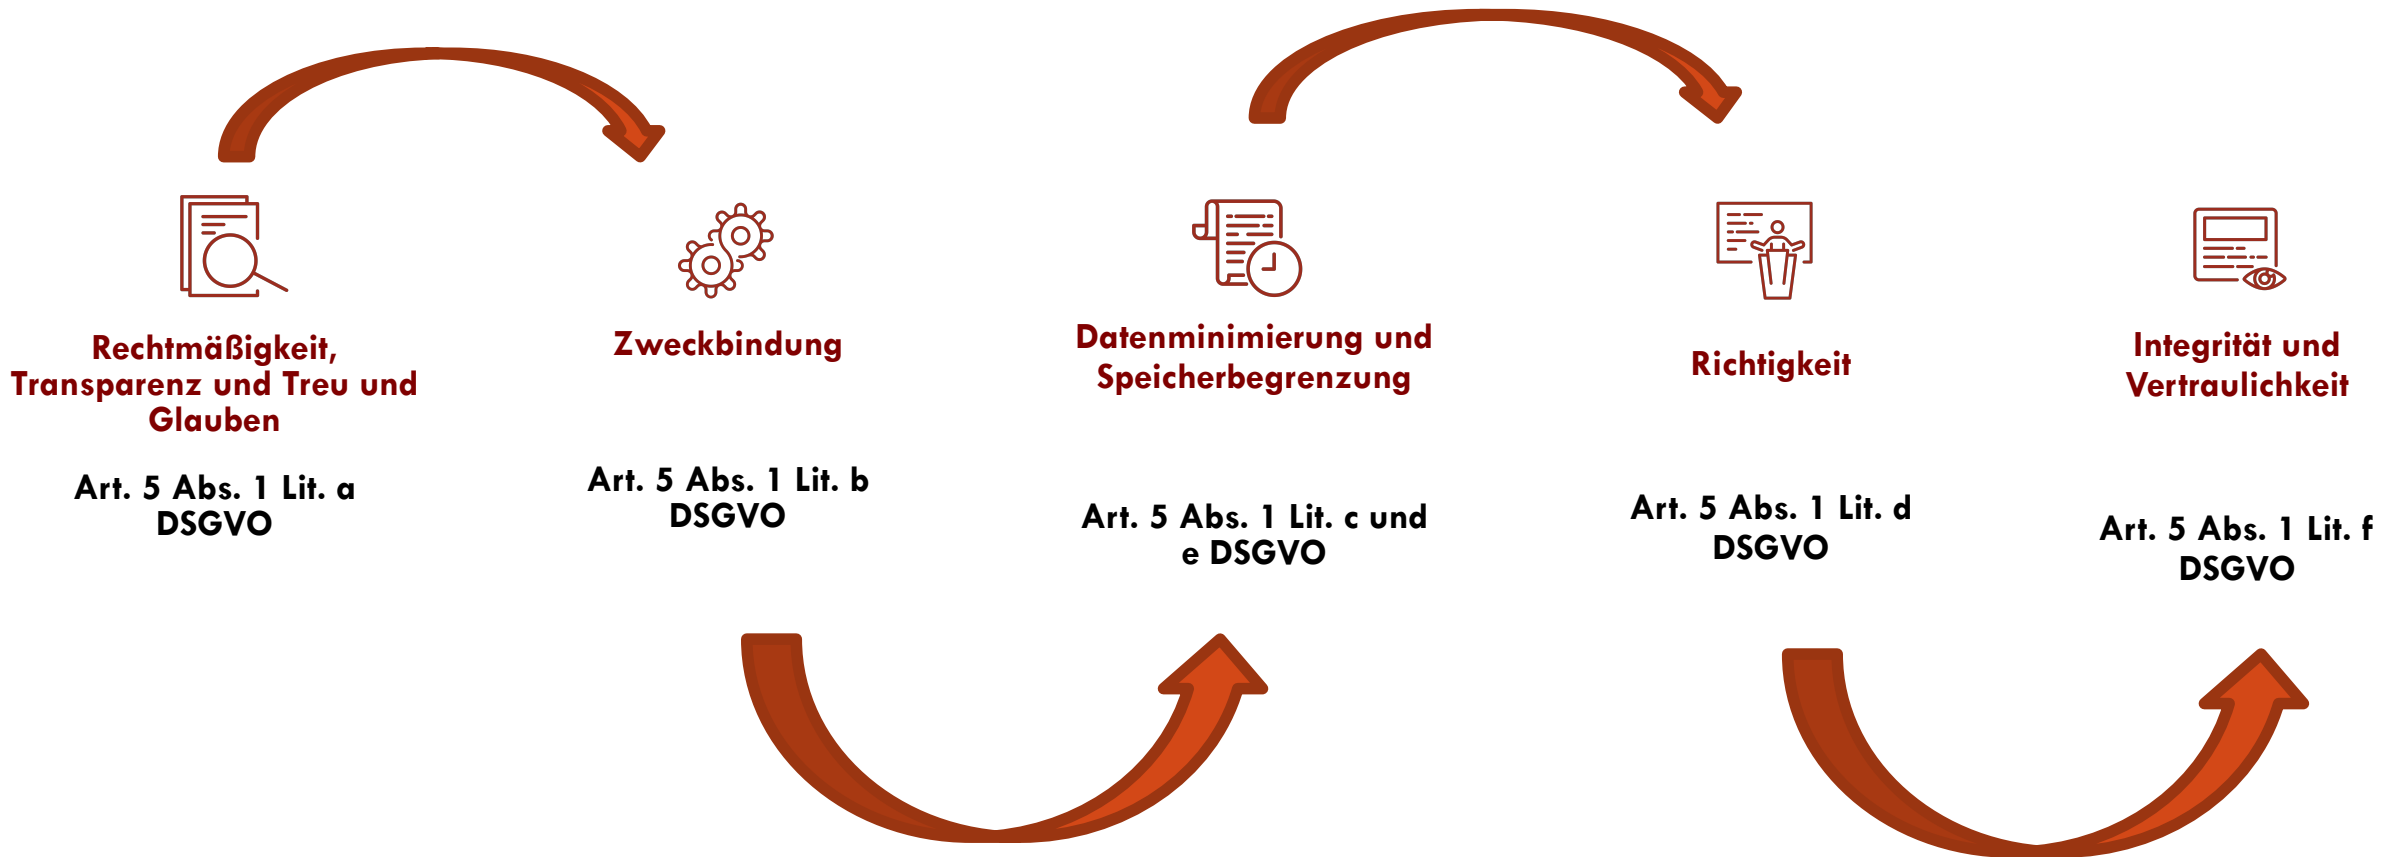 Rechtmäßigkeit,
Transparenz und Treu und
Glauben
Art. 5 Abs. 1 Lit. a
DSGVO
Zweckbindung
Art. 5 Abs. 1 Lit. b
DSGVO
Datenminimierung und
Speicherbegrenzung
Art. 5 Abs. 1 Lit. c und
e DSGVO
Richtigkeit
Art. 5 Abs. 1 Lit. d
DSGVO
Integrität und
Vertraulichkeit
Art. 5 Abs. 1 Lit. f
DSGVO